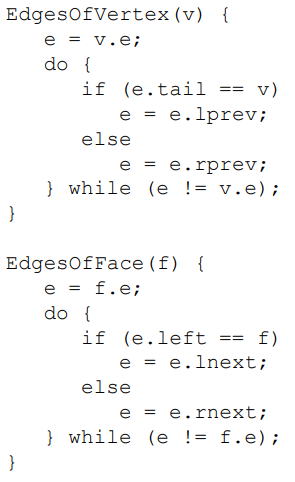 EdgesOfVertex(v) {
   e = v.e;
   do {
      if (e.tail == v)
         e = e.lprev;
      else
         e = e.rprev;
   } while (e != v.e);
}

EdgesOfFace(f) {
   e = f.e;
   do {
      if (e.left == f)
         e = e.lnext;
      else
         e = e.rnext;
   } while (e != f.e);
}